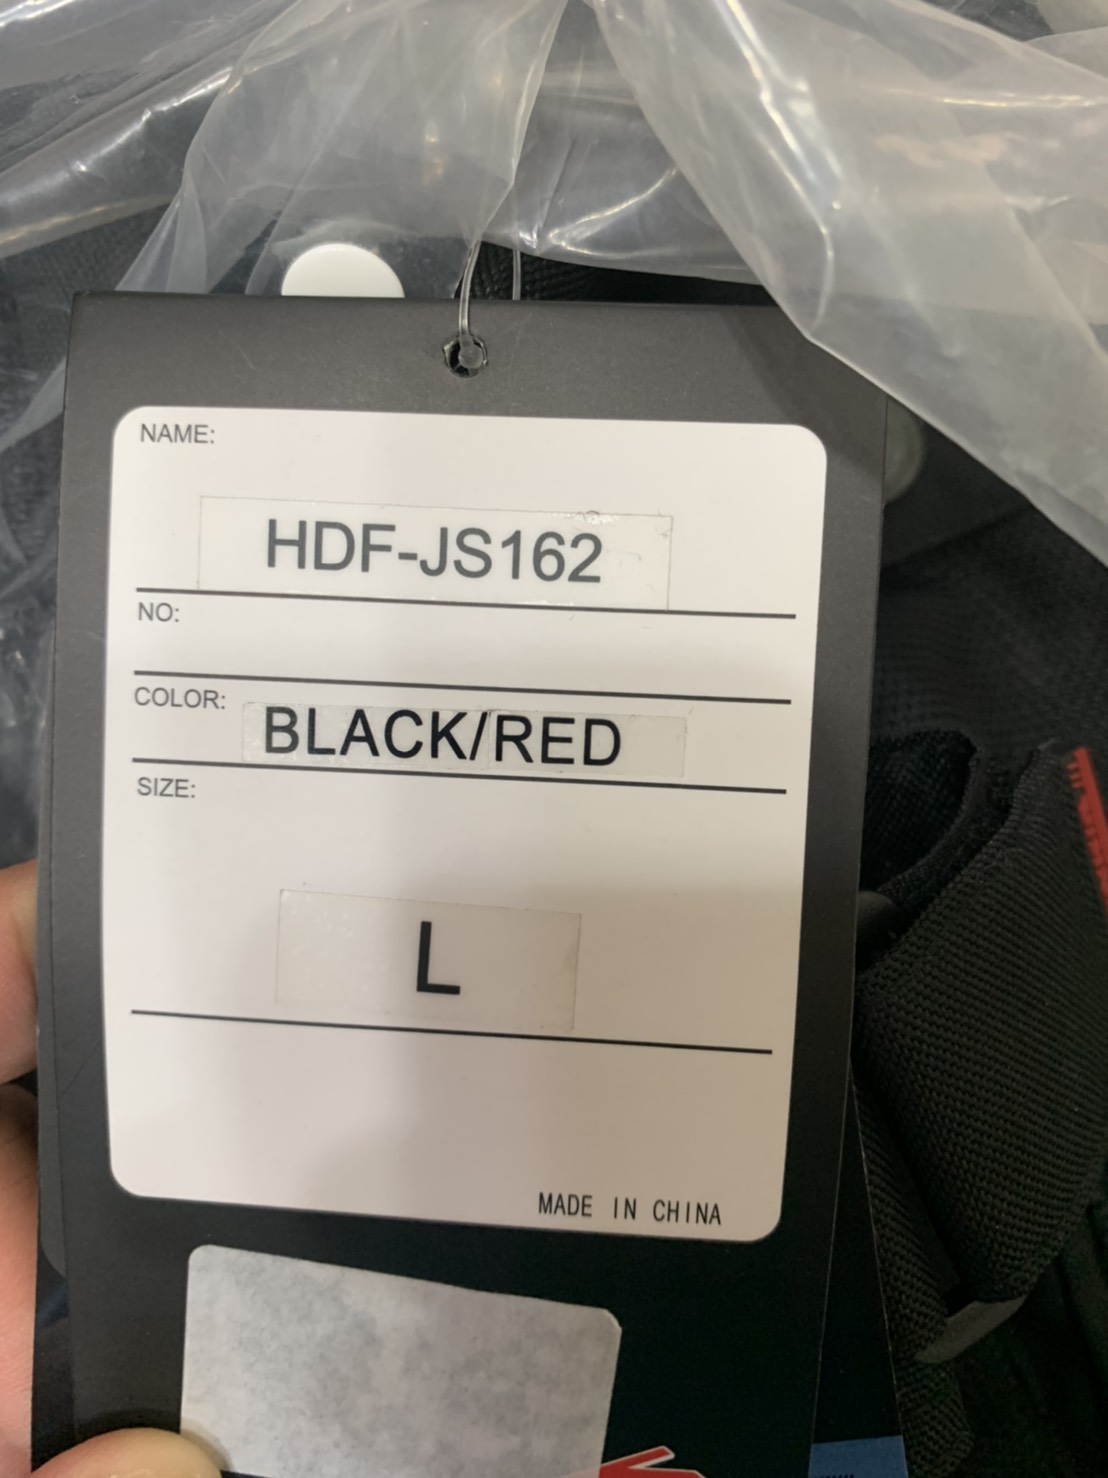 NAME:
HDF-JS162
NO:
COLOR: BLACK/RED
SIZE:
L
MADE IN CHINA